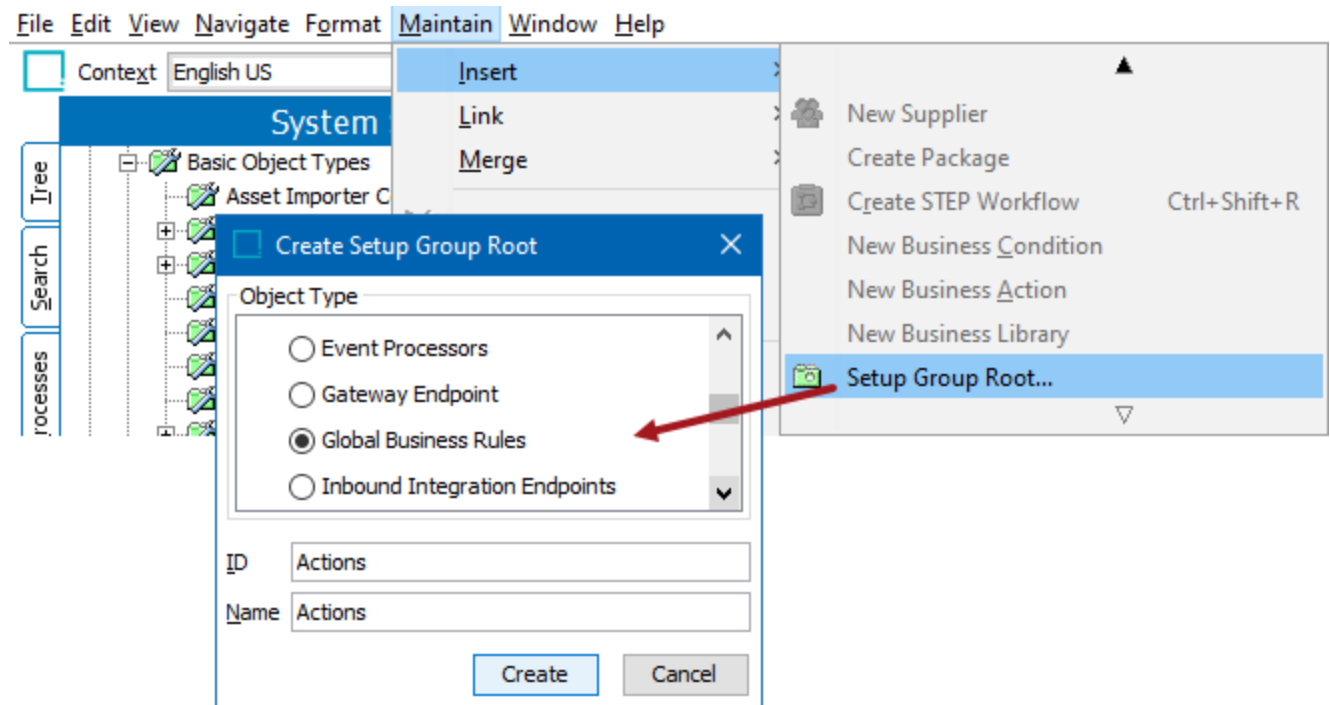 File Edit View Navigate Format Maintain Window Help
Context English US
System
Basic Object Types
Asset Importer C
Tree
Search
rocesses
Insert
Link
Merge
New Supplier
Create Package
Create STEP Workflow Ctrl+Shift+R
New Business Condition
New Business Action
New Business Library
Setup Group Root...
Create Setup Group Root
Object Type
Event Processors
Gateway Endpoint
Global Business Rules
Inbound Integration Endpoints
ID Actions
Name Actions
Create Cancel